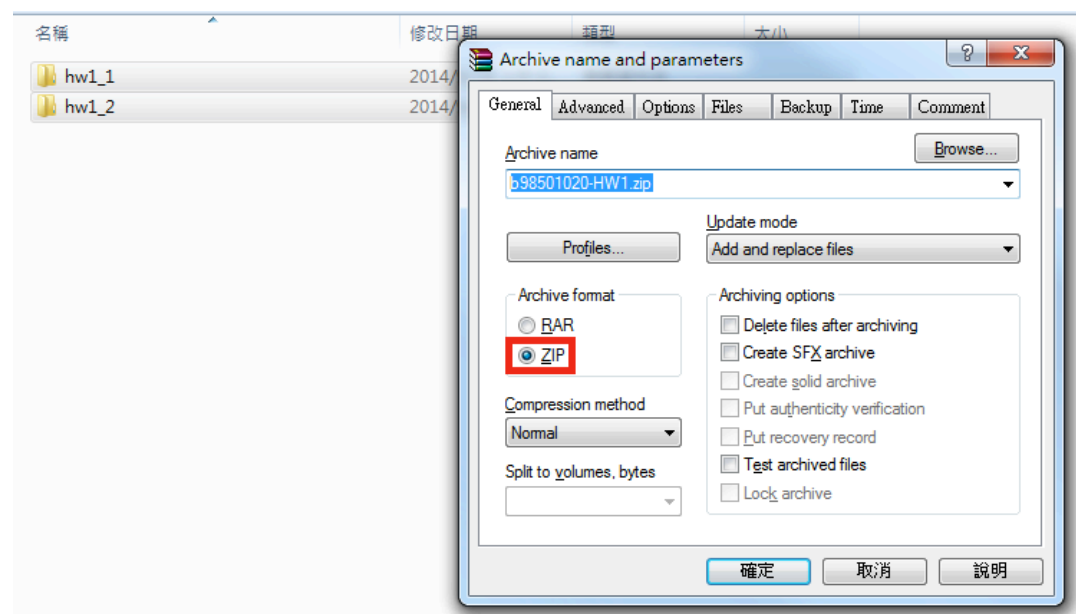 名稱 修改日期 類型 大小
hw1_1 2014/
hw1_2 2014/
Archive name and parameters
General Advanced Options Files Backup Time Comment
Archive name
Browse...
b98501020-HW1.zip
Update mode
Profiles...
Add and replace files
Archive format
RAR
ZIP
Archiving options
Delete files after archiving
Create SFX archive
Create solid archive
Put authenticity verification
Put recovery record
Test archived files
Lock archive
Compression method
Normal
Split to volumes, bytes
確定 取消 說明